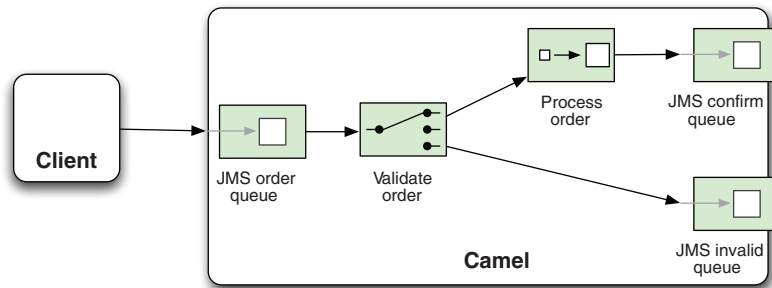 Client
JMS order
queue
Validate
order
Process
order
JMS confirm
queue
JMS invalid
queue
Camel